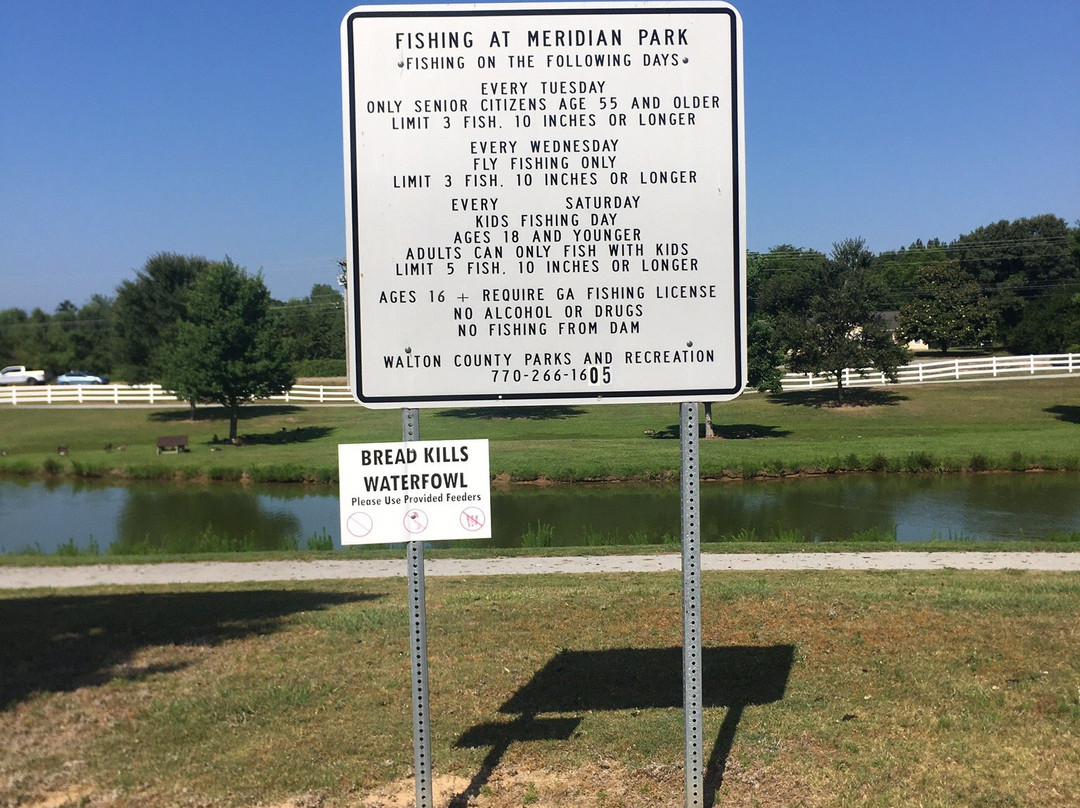 FISHING AT MERIDIAN PARK
FISHING ON THE FOLLOWING DAYS
EVERY TUESDAY
ONLY SENIOR CITIZENS AGE 55 AND OLDER
LIMIT 3 FISH. 10 INCHES OR LONGER
EVERY WEDNESDAY
FLY FISHING ONLY
LIMIT 3 FISH. 10 INCHES OR LONGER
EVERY SATURDAY
KIDS FISHING DAY
AGES 18 AND YOUNGER
ADULTS CAN ONLY FISH WITH KIDS
LIMIT 5 FISH. 10 INCHES OR LONGER
AGES 16 + REQUIRE GA FISHING LICENSE
NO ALCOHOL OR DRUGS
NO FISHING FROM DAM
WALTON COUNTY PARKS AND RECREATION
770-266-1605
BREAD KILLS
WATERFOWL
Please Use Provided Feeders